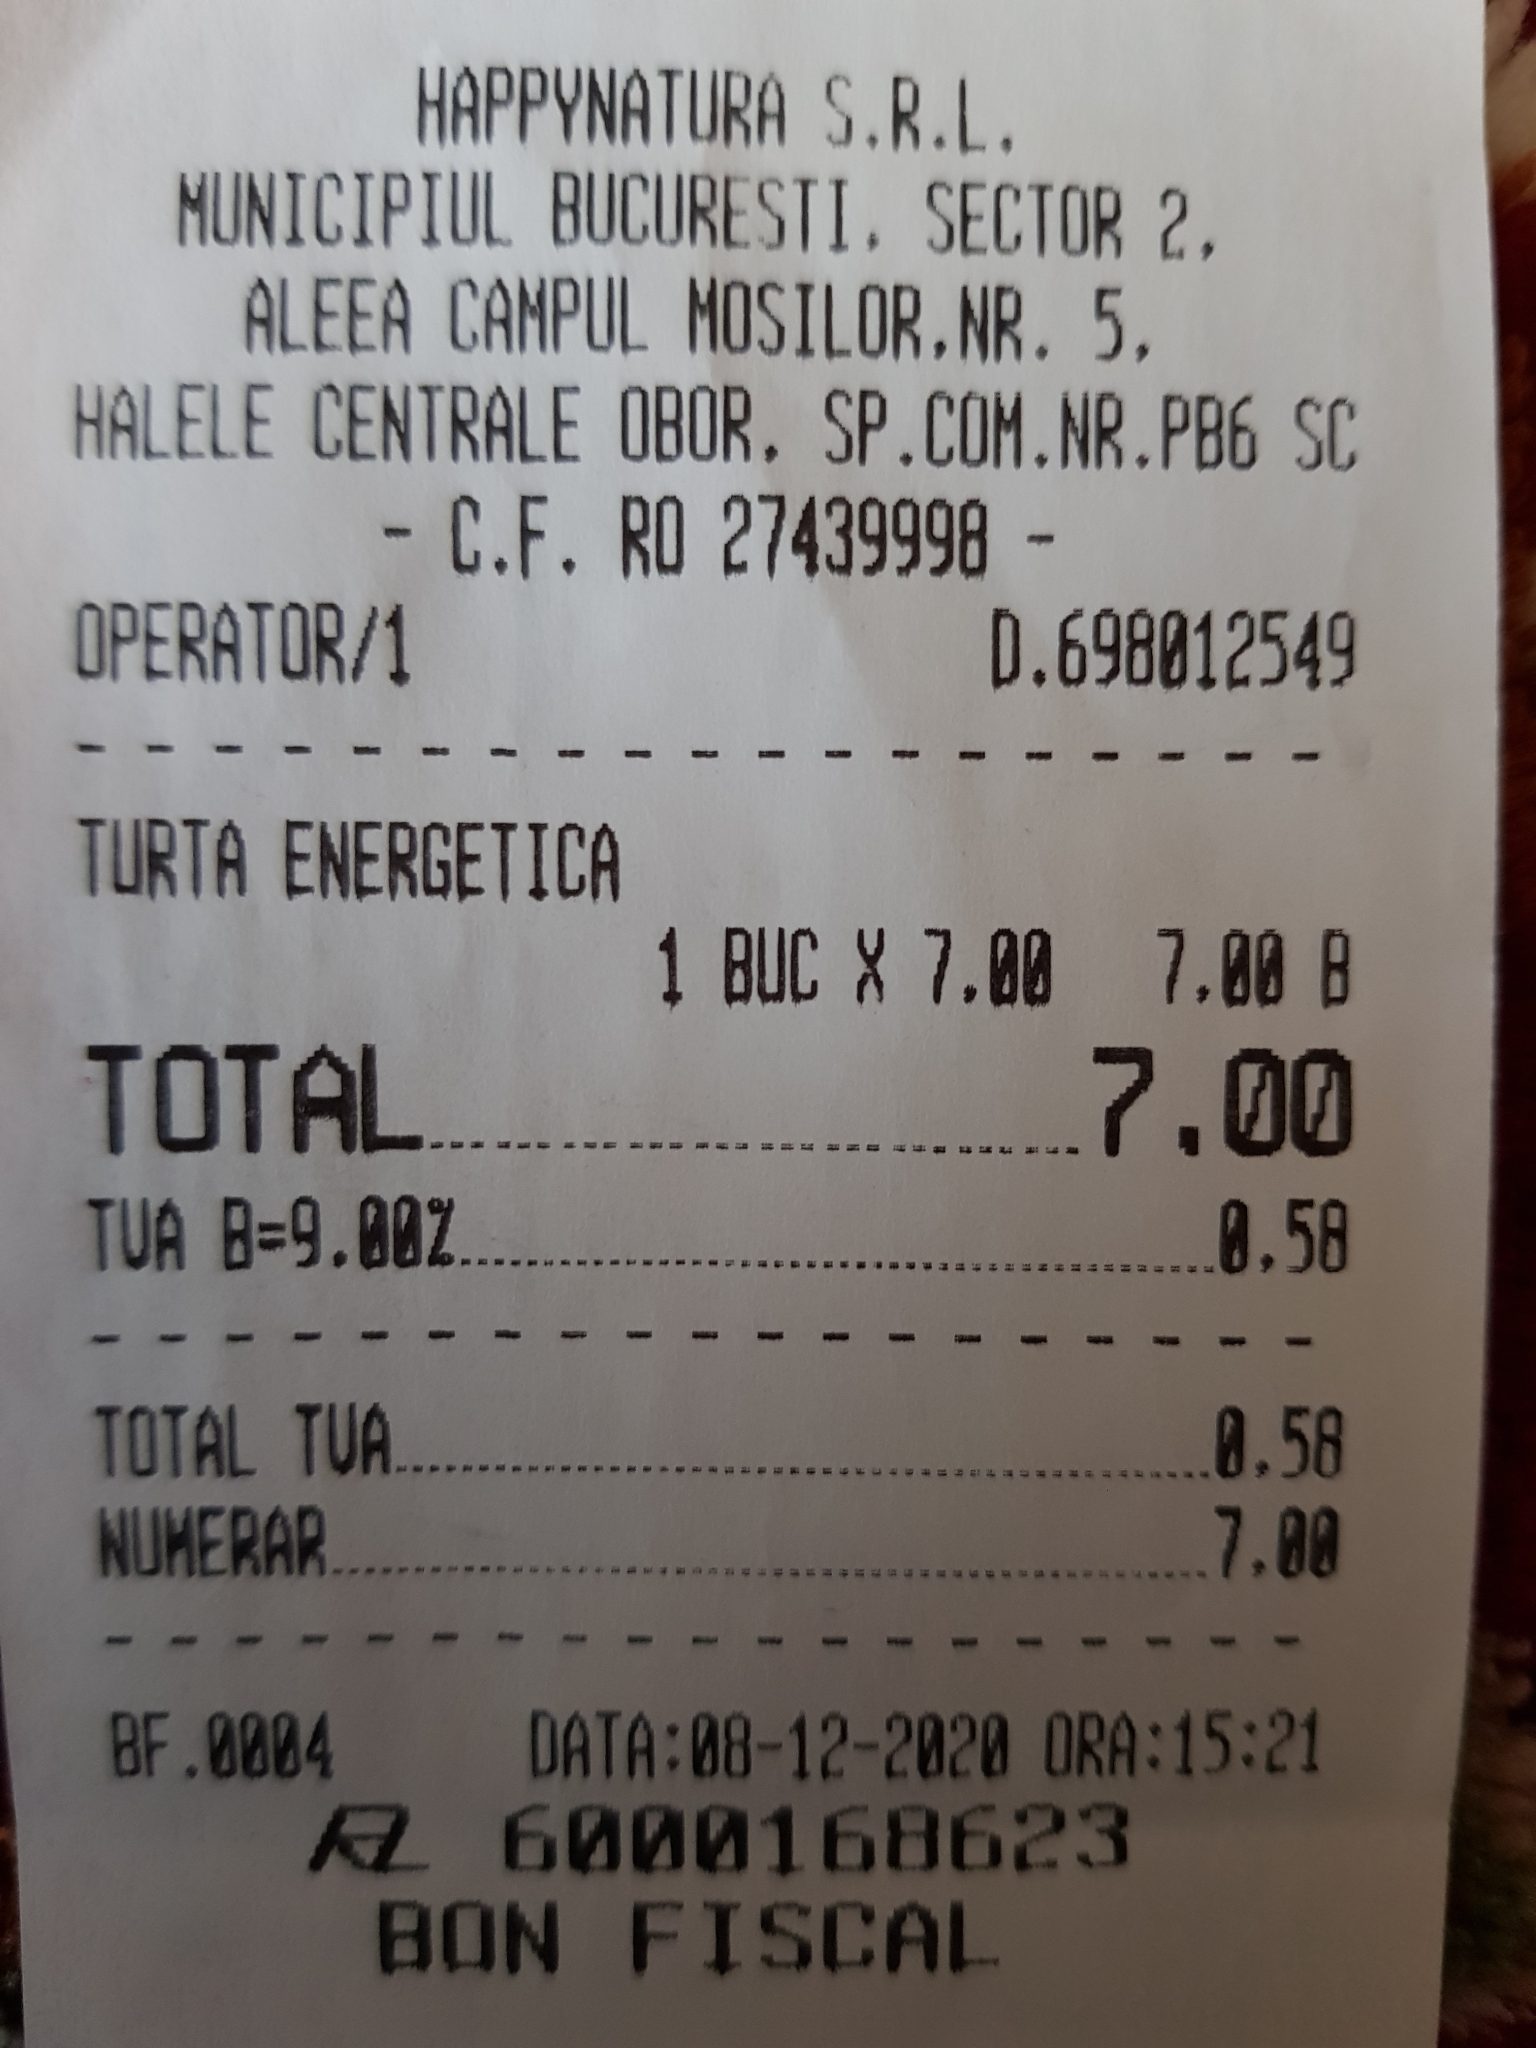 HAPPYNATURA S.R.L.
MUNICIPIUL BUCURESTI, SECTOR 2,
ALEEA CAMPUL MOSILOR,NR. 5,
HALELE CENTRALE OBOR, SP.COM.NR.PB6 SC
- C.F. RO 27439998 -
OPERATOR/1 D.698012549
- - - - - - - - - - - - - - - - - - -
TURTA ENERGETICA
1 BUC X 7.00 7.00 B
TOTAL....................7.00
TVA B=9.00%....................0.58
- - - - - - - - - - - - - - - - - - -
TOTAL TVA....................0.58
NUMERAR....................7.00
- - - - - - - - - - - - - - - - - - -
BF.0004 DATA:08-12-2020 ORA:15:21
6000168623
BON FISCAL